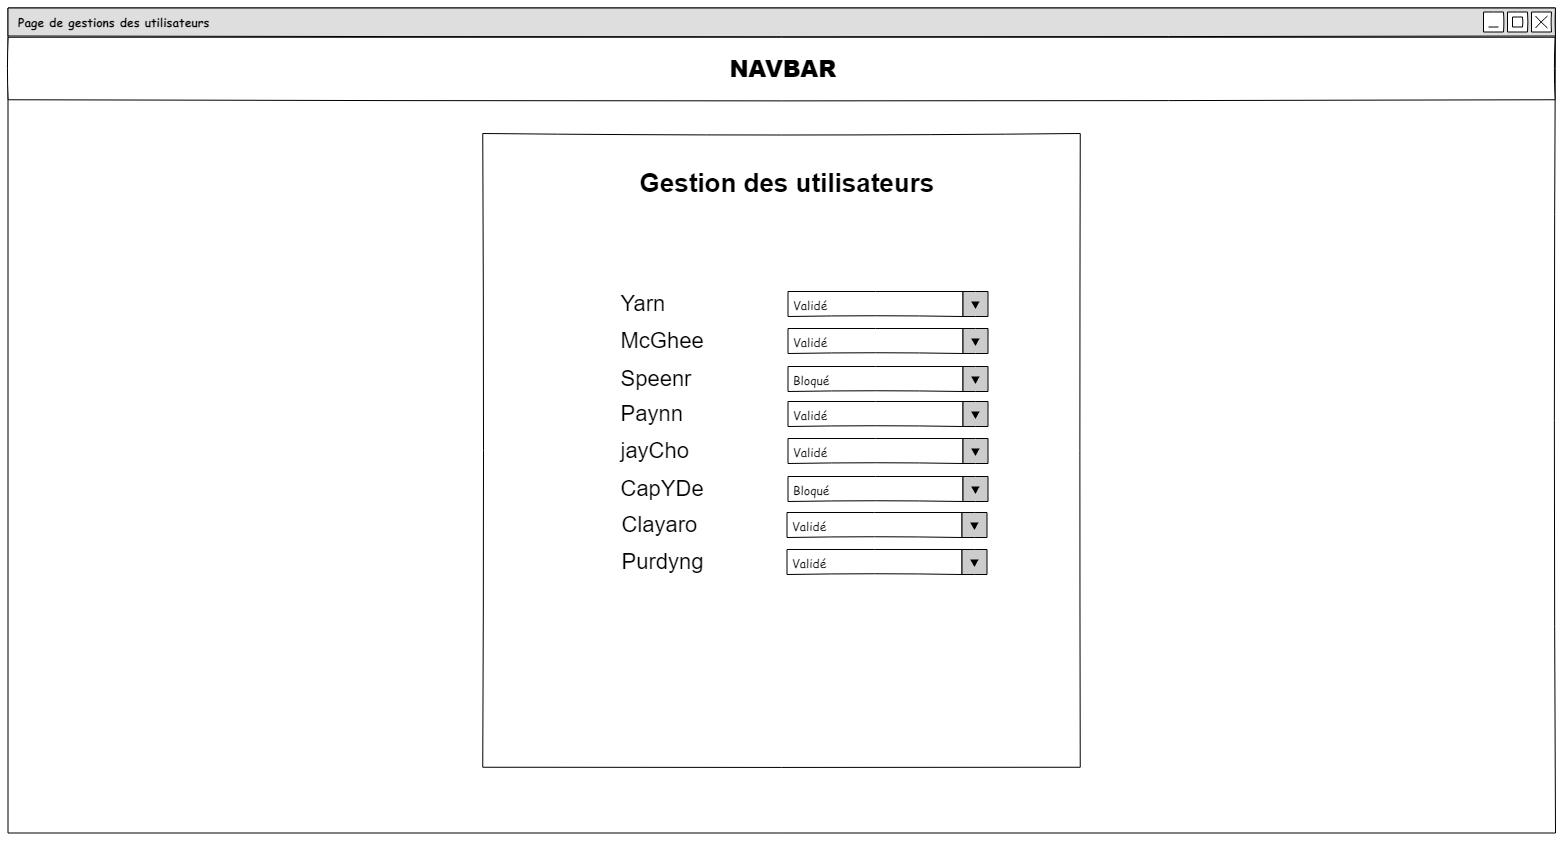 Page de gestions des utilisateurs
NAVBAR
Gestion des utilisateurs
Yarn Validé
McGhee Validé
Speenr Bloqué
Paynn Validé
jayCho Validé
CapYDe Bloqué
Clayaro Validé
Purdyng Validé